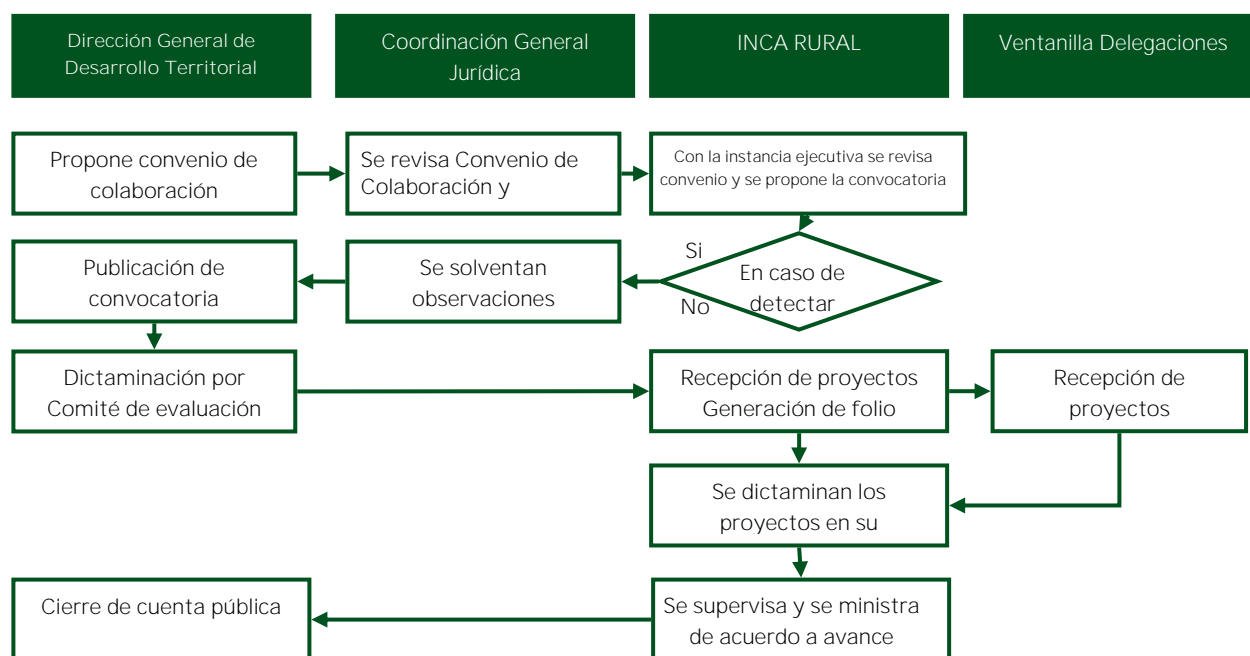 Dirección General de
Desarrollo Territorial
Coordinación General
Jurídica
INCA RURAL
Ventanilla Delegaciones
Propone convenio de
colaboración
Se revisa Convenio de
Colaboración y
Con la instancia ejecutiva se revisa
convenio y se propone la convocatoria
Publicación de
convocatoria
Se solventan
observaciones
Si
No
En caso de
detectar
Dictaminación por
Comité de evaluación
Recepción de proyectos
Generación de folio
Recepción de
proyectos
Se dictaminan los
proyectos en su
Cierre de cuenta pública
Se supervisa y se ministra
de acuerdo a avance